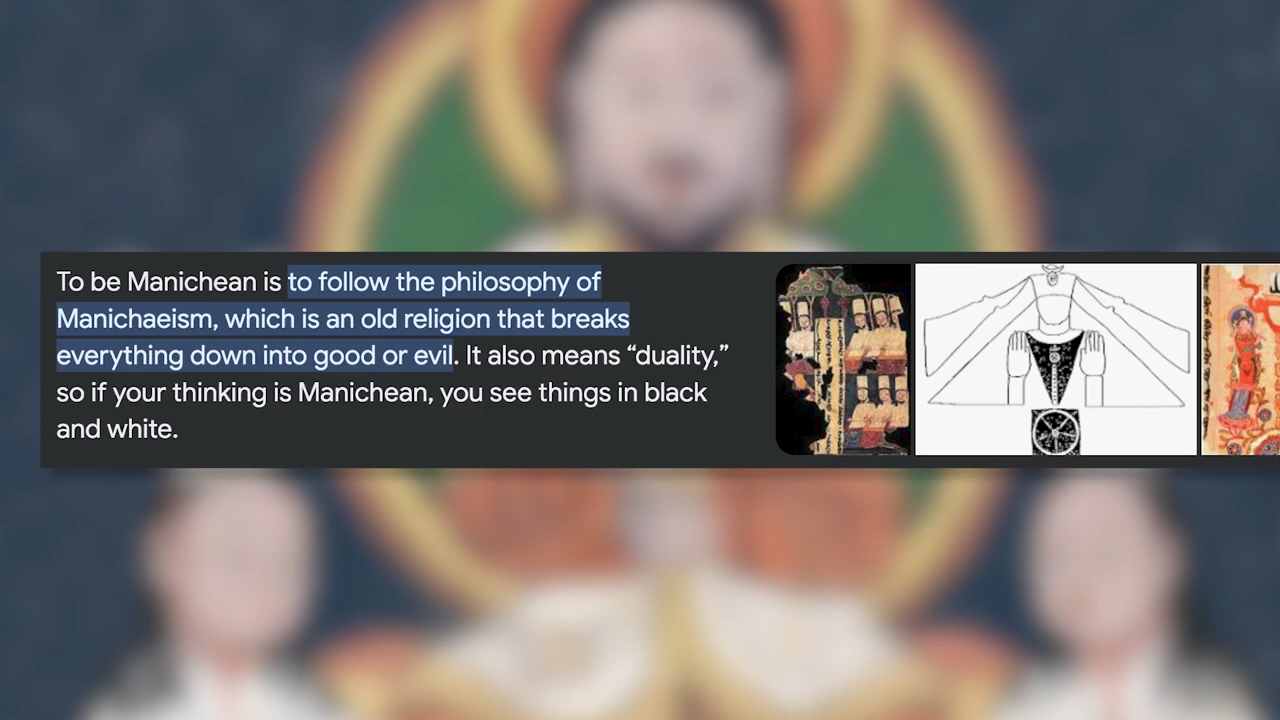 To be Manichean is to follow the philosophy of
Manichaeism, which is an old religion that breaks
everything down into good or evil. It also means “duality,”
so if your thinking is Manichean, you see things in black
and white.